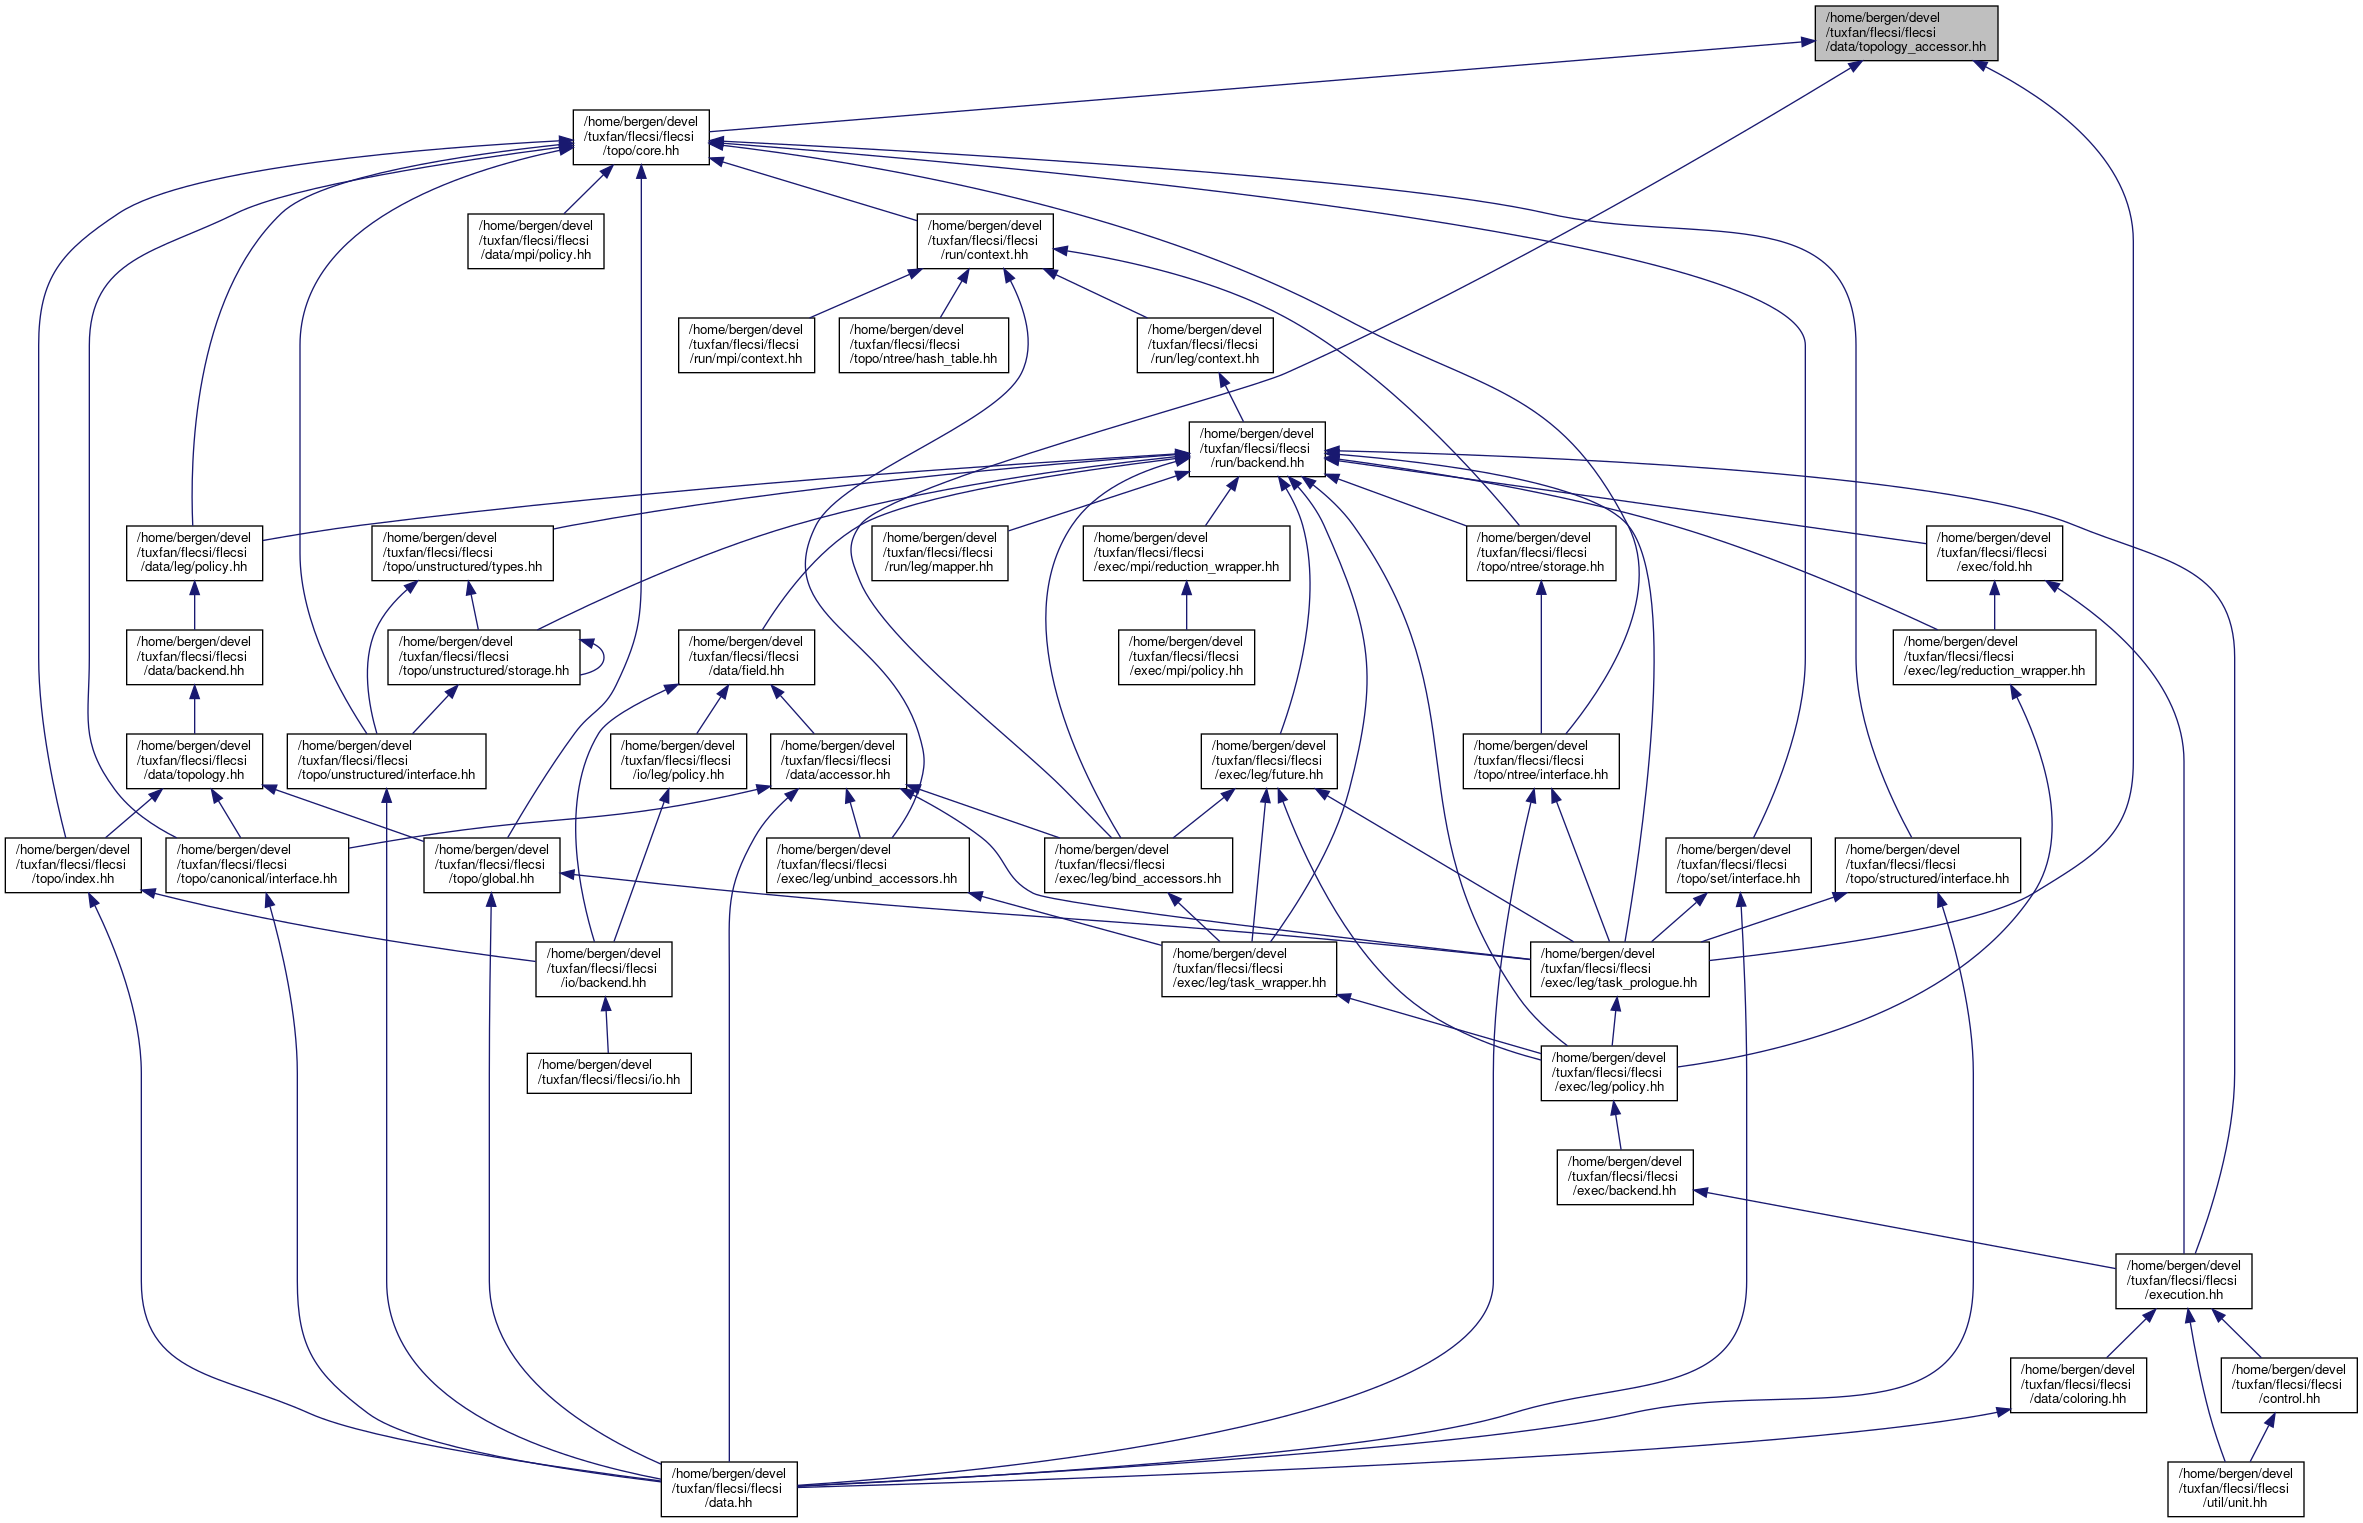 /home/bergen/devel
/tuxfan/flecsi/flecsi
/data/topology_accessor.hh
/home/bergen/devel
/tuxfan/flecsi/flecsi
/topo/core.hh
/home/bergen/devel
/tuxfan/flecsi/flecsi
/data/mpi/policy.hh
/home/bergen/devel
/tuxfan/flecsi/flecsi
/run/context.hh
/home/bergen/devel
/tuxfan/flecsi/flecsi
/run/mpi/context.hh
/home/bergen/devel
/tuxfan/flecsi/flecsi
/topo/ntree/hash_table.hh
/home/bergen/devel
/tuxfan/flecsi/flecsi
/run/leg/context.hh
/home/bergen/devel
/tuxfan/flecsi/flecsi
/run/backend.hh
/home/bergen/devel
/tuxfan/flecsi/flecsi
/data/leg/policy.hh
/home/bergen/devel
/tuxfan/flecsi/flecsi
/topo/unstructured/types.hh
/home/bergen/devel
/tuxfan/flecsi/flecsi
/run/leg/mapper.hh
/home/bergen/devel
/tuxfan/flecsi/flecsi
/exec/mpi/reduction_wrapper.hh
/home/bergen/devel
/tuxfan/flecsi/flecsi
/topo/ntree/storage.hh
/home/bergen/devel
/tuxfan/flecsi/flecsi
/exec/fold.hh
/home/bergen/devel
/tuxfan/flecsi/flecsi
/data/backend.hh
/home/bergen/devel
/tuxfan/flecsi/flecsi
/topo/unstructured/storage.hh
/home/bergen/devel
/tuxfan/flecsi/flecsi
/data/field.hh
/home/bergen/devel
/tuxfan/flecsi/flecsi
/exec/mpi/policy.hh
/home/bergen/devel
/tuxfan/flecsi/flecsi
/exec/leg/reduction_wrapper.hh
/home/bergen/devel
/tuxfan/flecsi/flecsi
/data/topology.hh
/home/bergen/devel
/tuxfan/flecsi/flecsi
/topo/unstructured/interface.hh
/home/bergen/devel
/tuxfan/flecsi/flecsi
/io/leg/policy.hh
/home/bergen/devel
/tuxfan/flecsi/flecsi
/data/accessor.hh
/home/bergen/devel
/tuxfan/flecsi/flecsi
/exec/leg/future.hh
/home/bergen/devel
/tuxfan/flecsi/flecsi
/topo/ntree/interface.hh
/home/bergen/devel
/tuxfan/flecsi/flecsi
/topo/index.hh
/home/bergen/devel
/tuxfan/flecsi/flecsi
/topo/canonical/interface.hh
/home/bergen/devel
/tuxfan/flecsi/flecsi
/topo/global.hh
/home/bergen/devel
/tuxfan/flecsi/flecsi
/exec/leg/unbind_accessors.hh
/home/bergen/devel
/tuxfan/flecsi/flecsi
/exec/leg/bind_accessors.hh
/home/bergen/devel
/tuxfan/flecsi/flecsi
/topo/set/interface.hh
/home/bergen/devel
/tuxfan/flecsi/flecsi
/topo/structured/interface.hh
/home/bergen/devel
/tuxfan/flecsi/flecsi
/io/backend.hh
/home/bergen/devel
/tuxfan/flecsi/flecsi
/exec/leg/task_wrapper.hh
/home/bergen/devel
/tuxfan/flecsi/flecsi
/exec/leg/task_prologue.hh
/home/bergen/devel
/tuxfan/flecsi/flecsi/io.hh
/home/bergen/devel
/tuxfan/flecsi/flecsi
/exec/leg/policy.hh
/home/bergen/devel
/tuxfan/flecsi/flecsi
/exec/backend.hh
/home/bergen/devel
/tuxfan/flecsi/flecsi
/execution.hh
/home/bergen/devel
/tuxfan/flecsi/flecsi
/data/coloring.hh
/home/bergen/devel
/tuxfan/flecsi/flecsi
/control.hh
/home/bergen/devel
/tuxfan/flecsi/flecsi
/data.hh
/home/bergen/devel
/tuxfan/flecsi/flecsi
/util/unit.hh